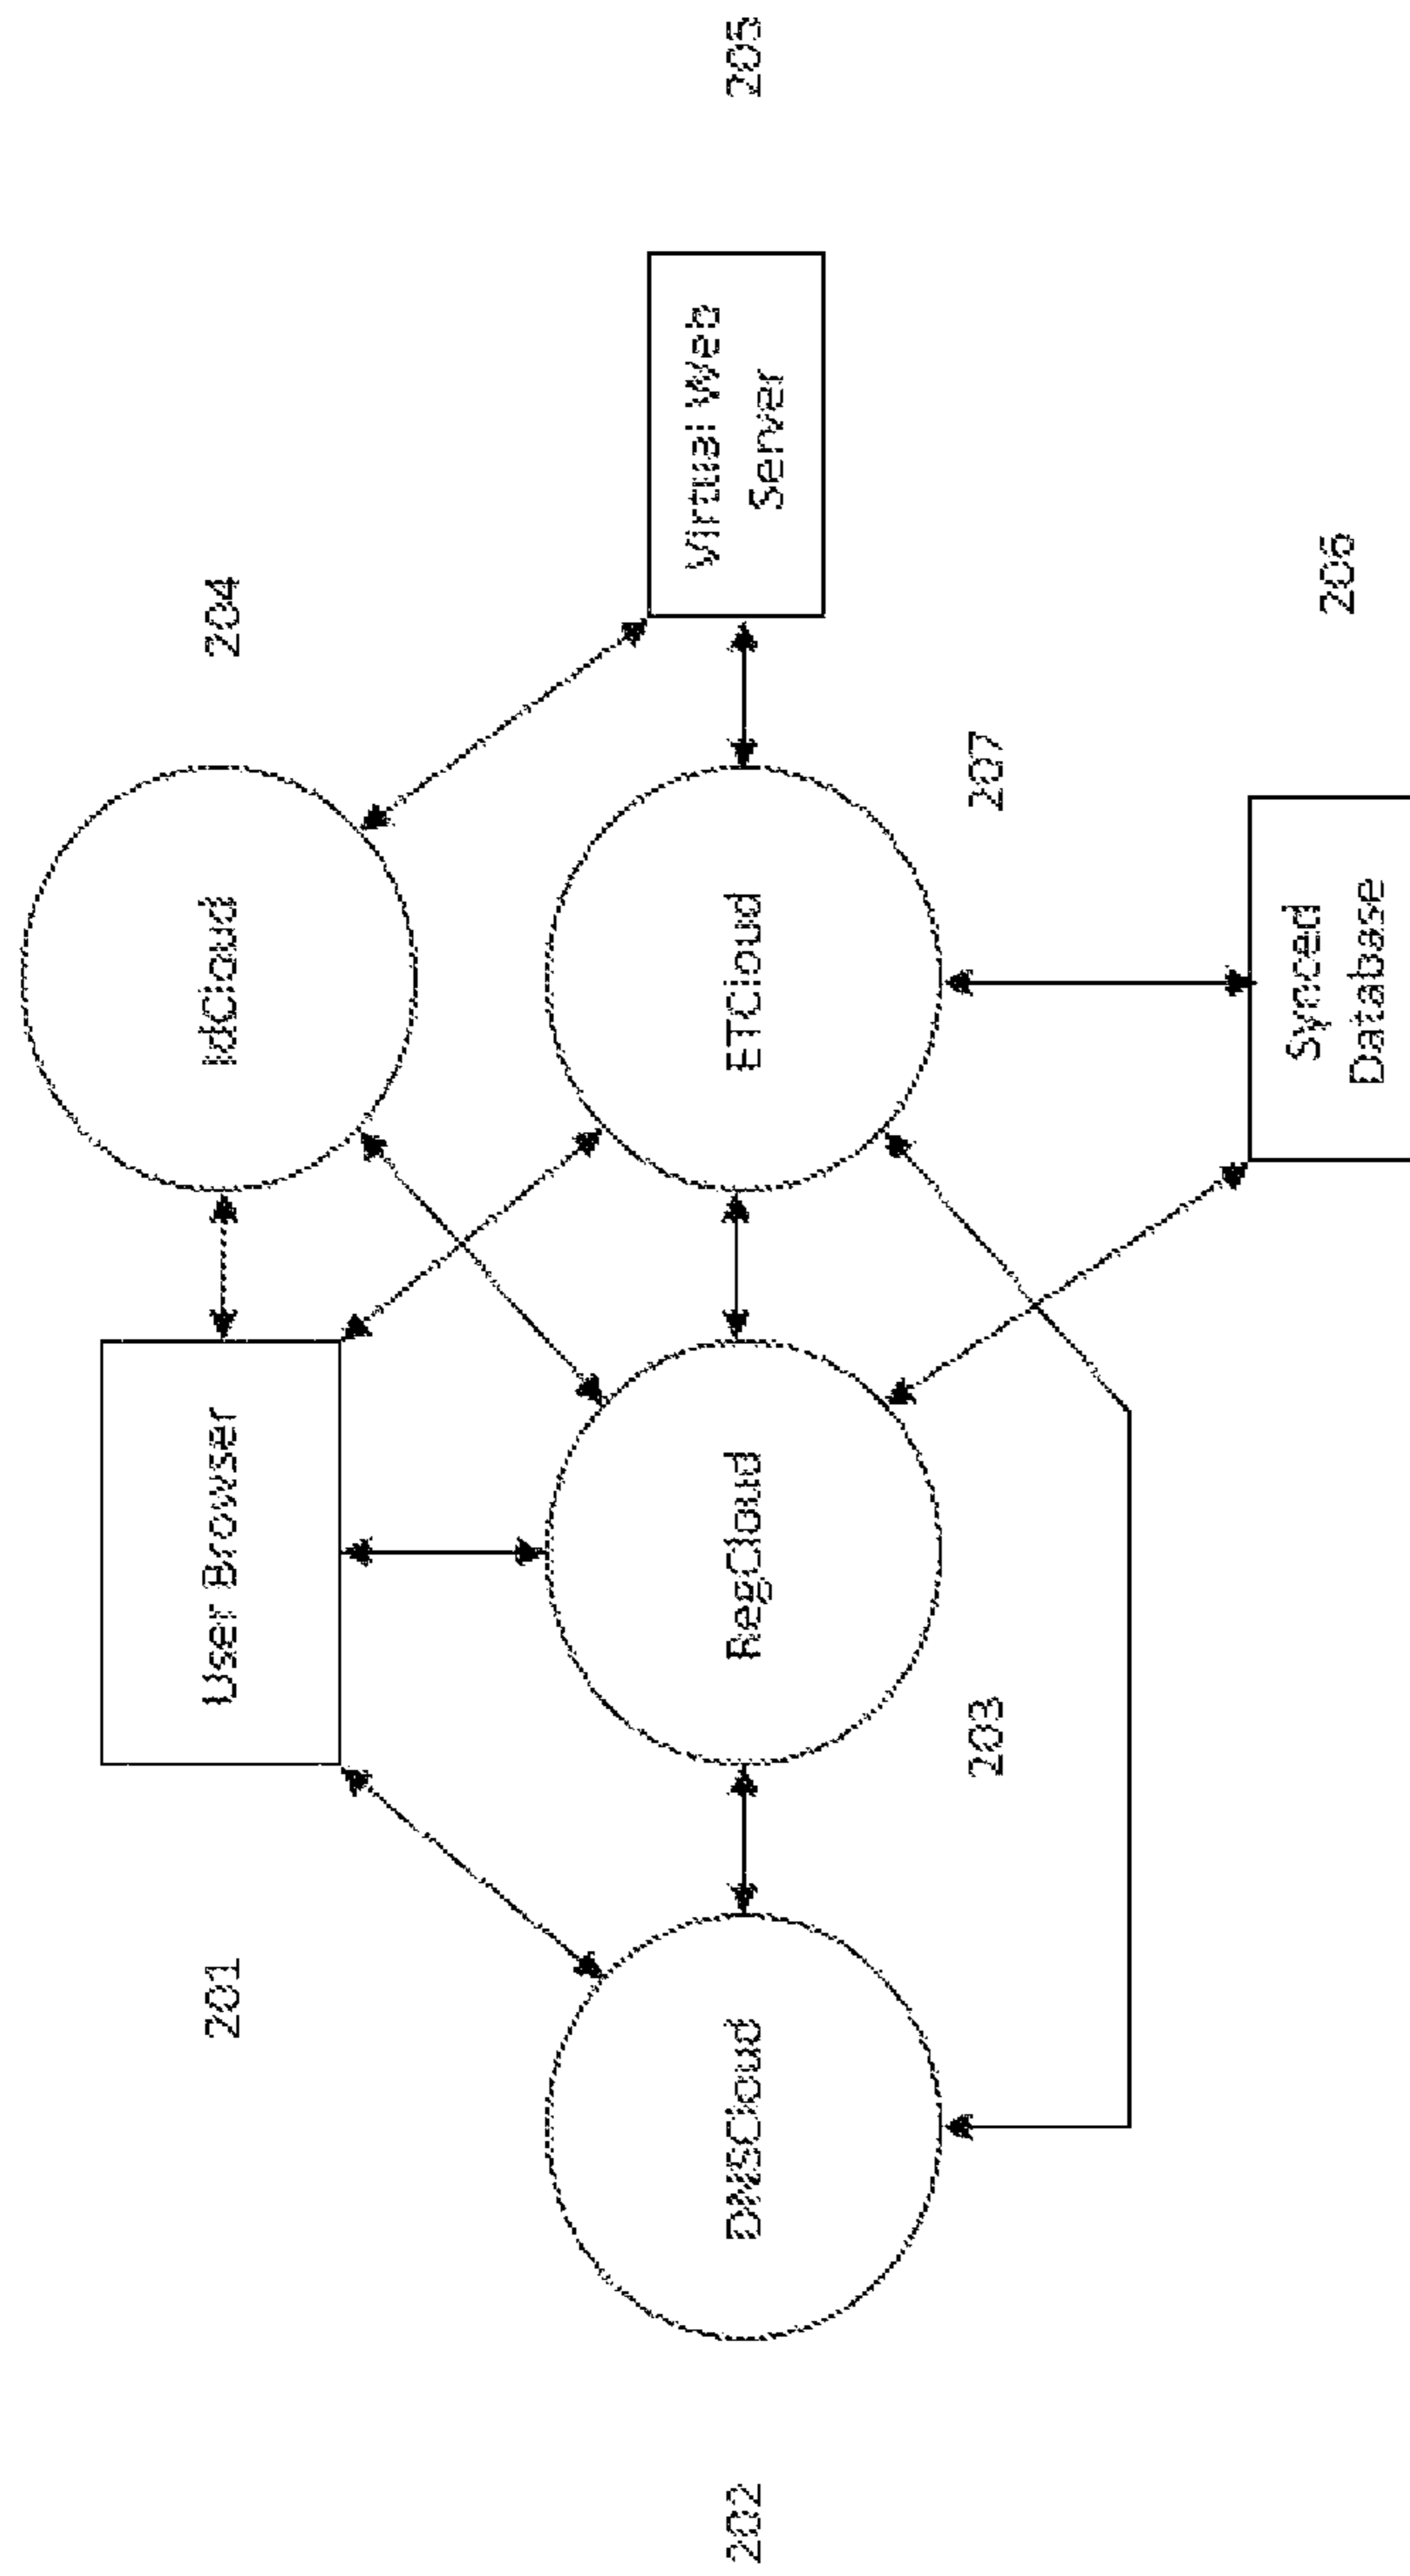 201
User Browser
IdCloud
204
202
DNSCloud
RegCloud
ETCloud
Virtual Web
Server
205
203
207
Synced
Database
206